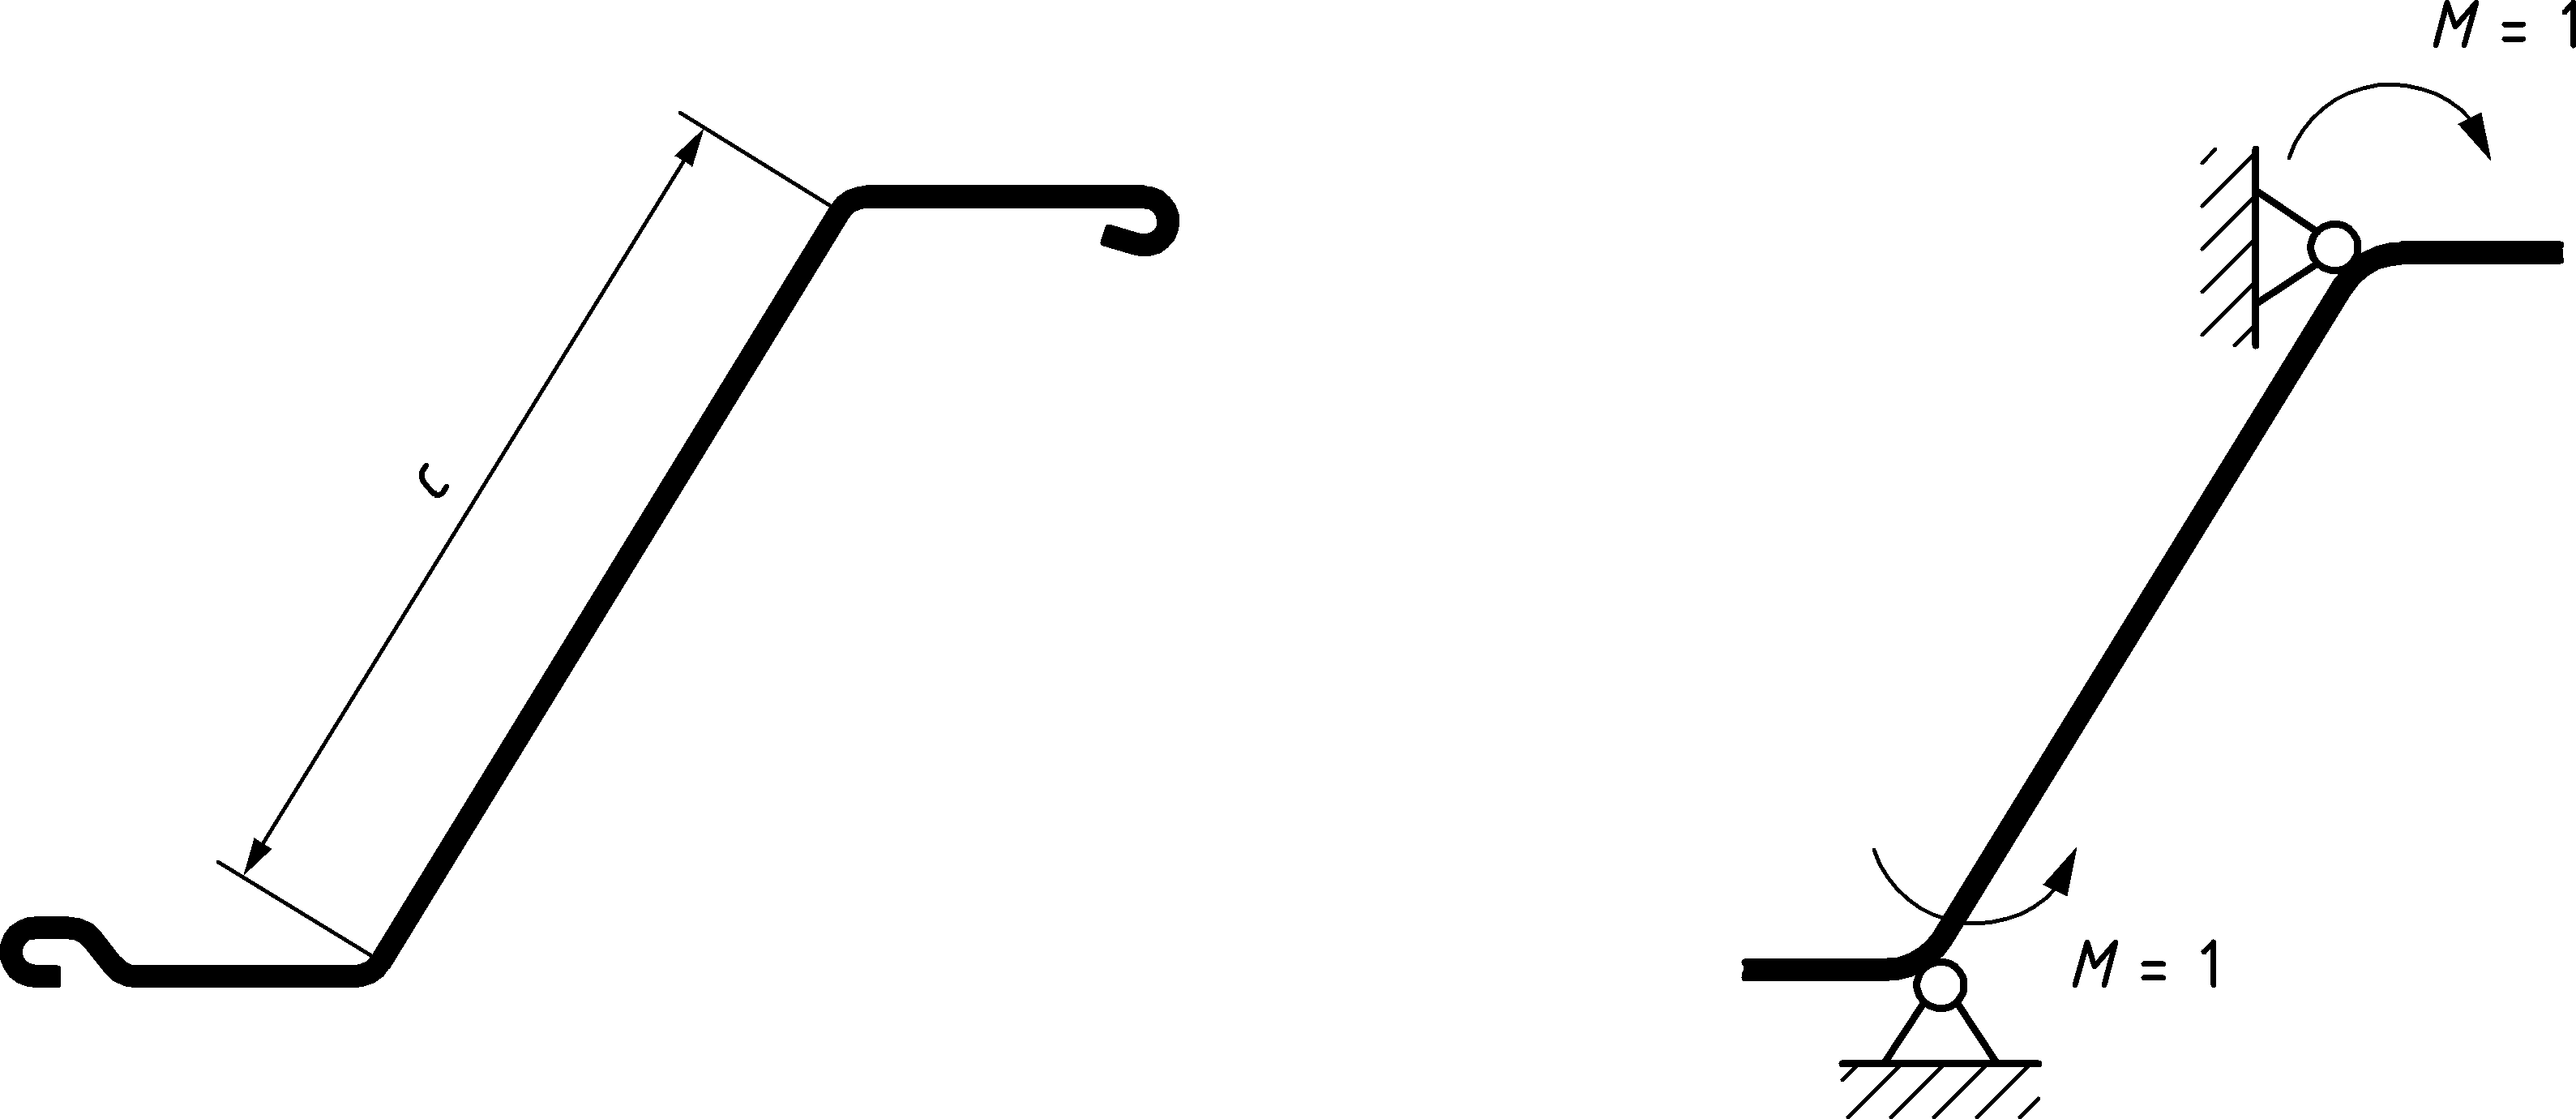 M = 1
c
M = 1